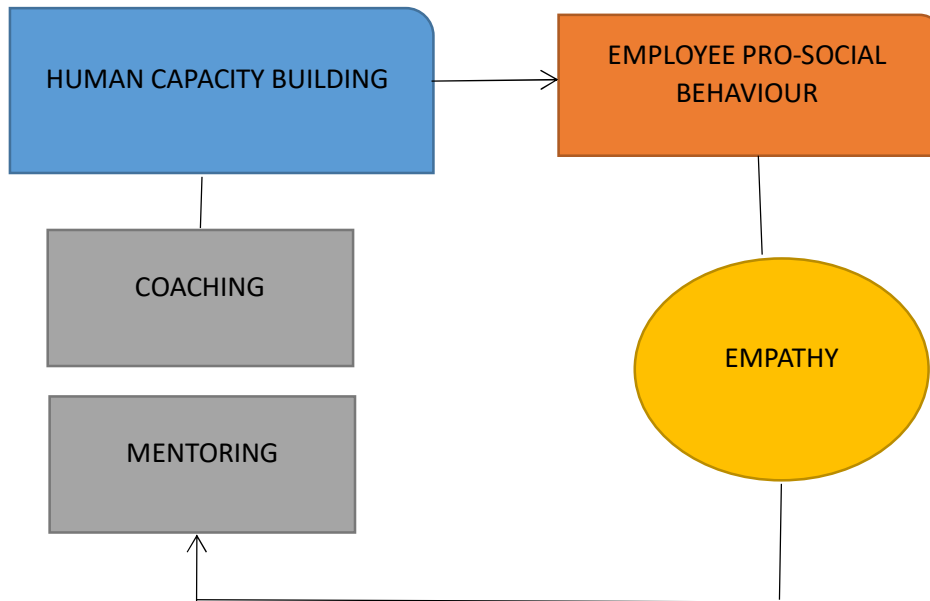 HUMAN CAPACITY BUILDING
EMPLOYEE PRO-SOCIAL
BEHAVIOUR
COACHING
EMPATHY
MENTORING